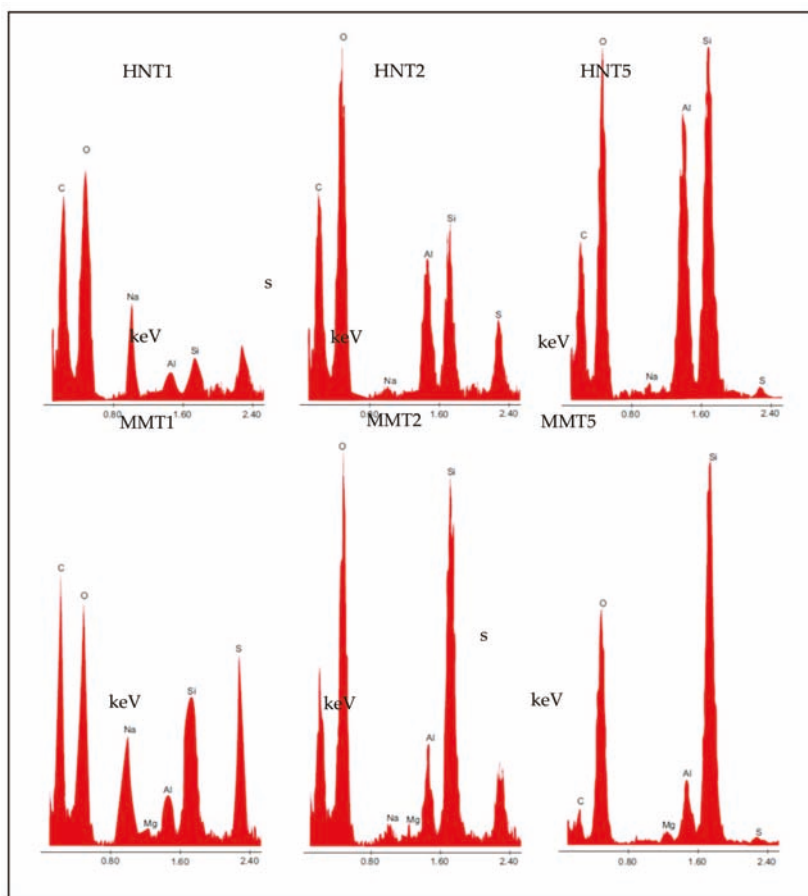 HNT1
O
C
Na
s
keV
Al
Si
0.80 1.60 2.40
HNT2
O
C
Al
Si
S
keV
Na
0.80 1.60 2.40
HNT5
O
Si
Al
C
keV
Na
S
0.80 1.60 2.40
MMT1
C
O
S
Si
keV
Na
Al
Mg
0.80 1.60 2.40
MMT2
O
Si
s
keV
Al
Na Mg
0.80 1.60 2.40
MMT5
Si
O
keV
Al
C
Mg
S
0.80 1.60 2.40